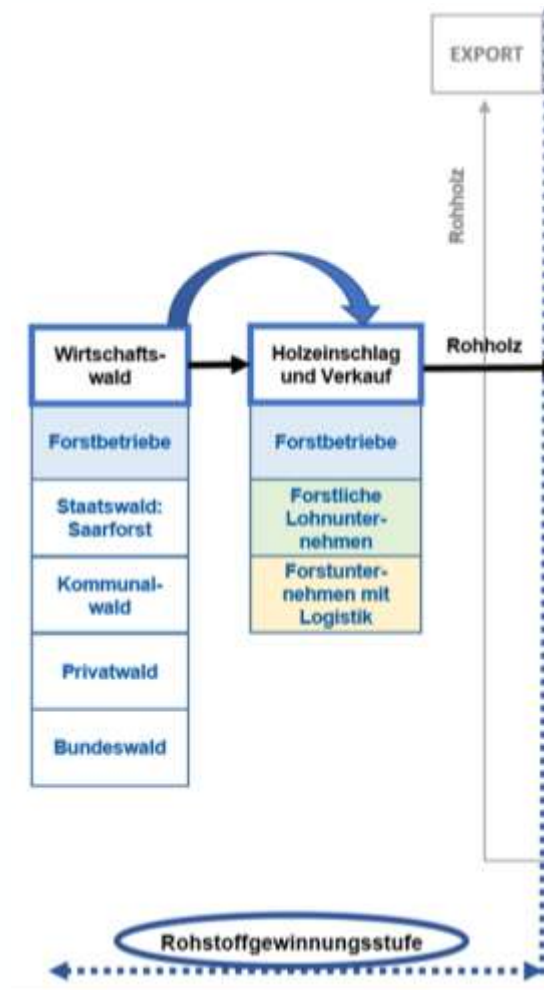 EXPORT
Rohholz
Wirtschafts-
wald
Holzeinschlag
und Verkauf
Rohholz
Forstbetriebe
Staatswald:
Saarforst
Kommunal-
wald
Privatwald
Bundeswald
Forstbetriebe
Forstliche
Lohnunter-
nehmen
Forstunter-
nehmen mit
Logistik
Rohstoffgewinnungsstufe